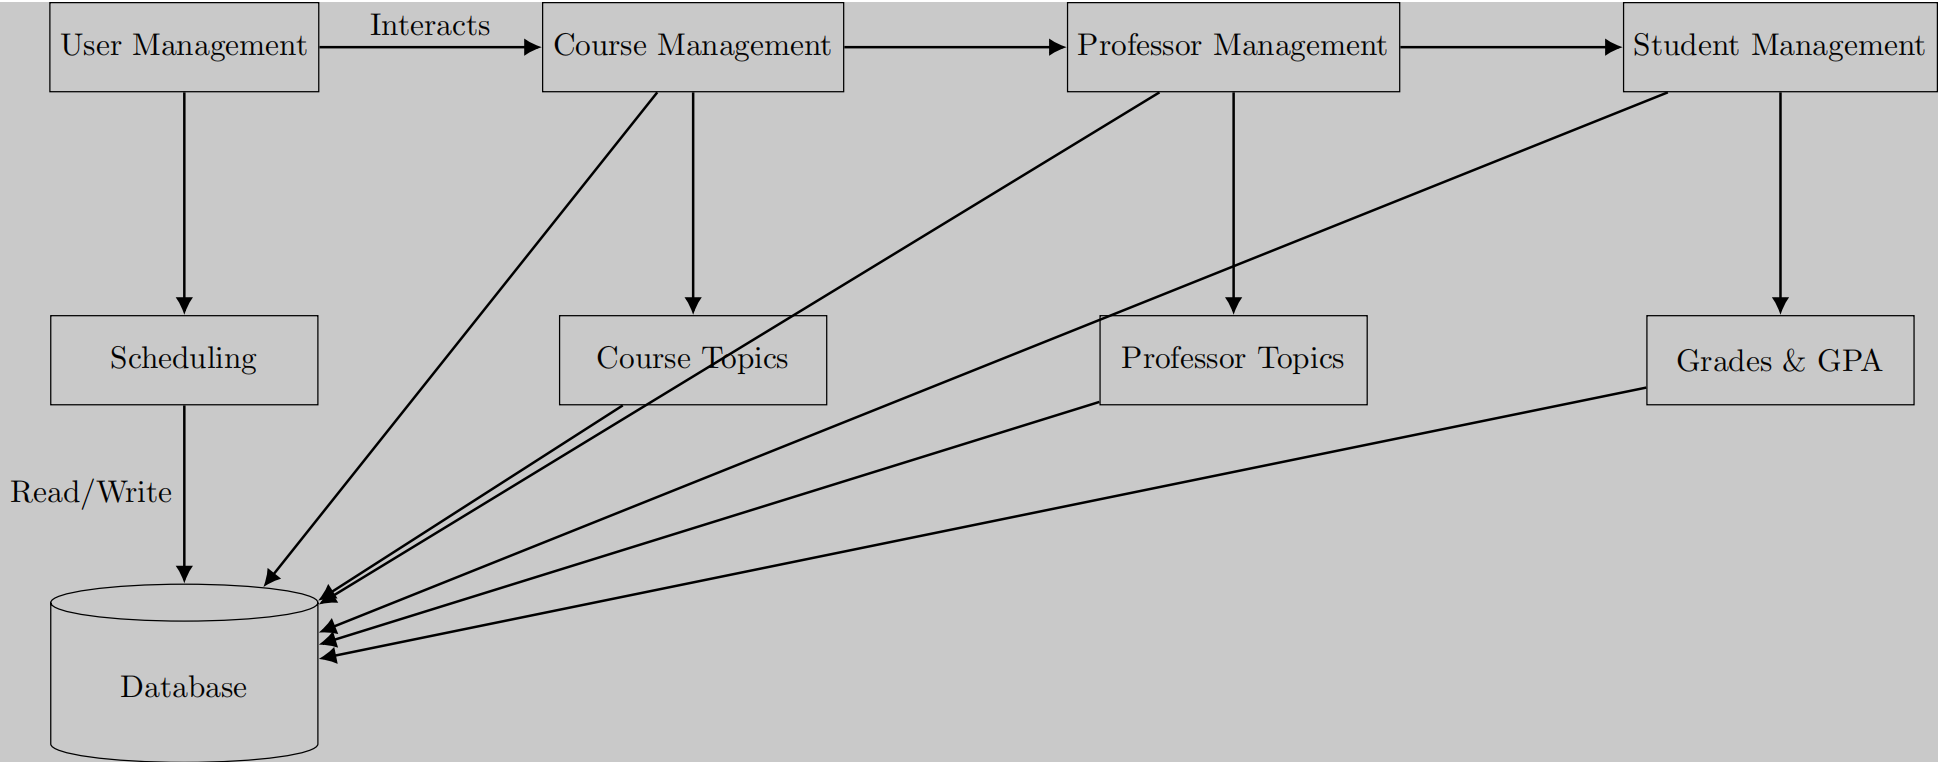 User Management
Interacts
Course Management
Professor Management
Student Management
Scheduling
Course Topics
Professor Topics
Grades & GPA
Read/Write
Database